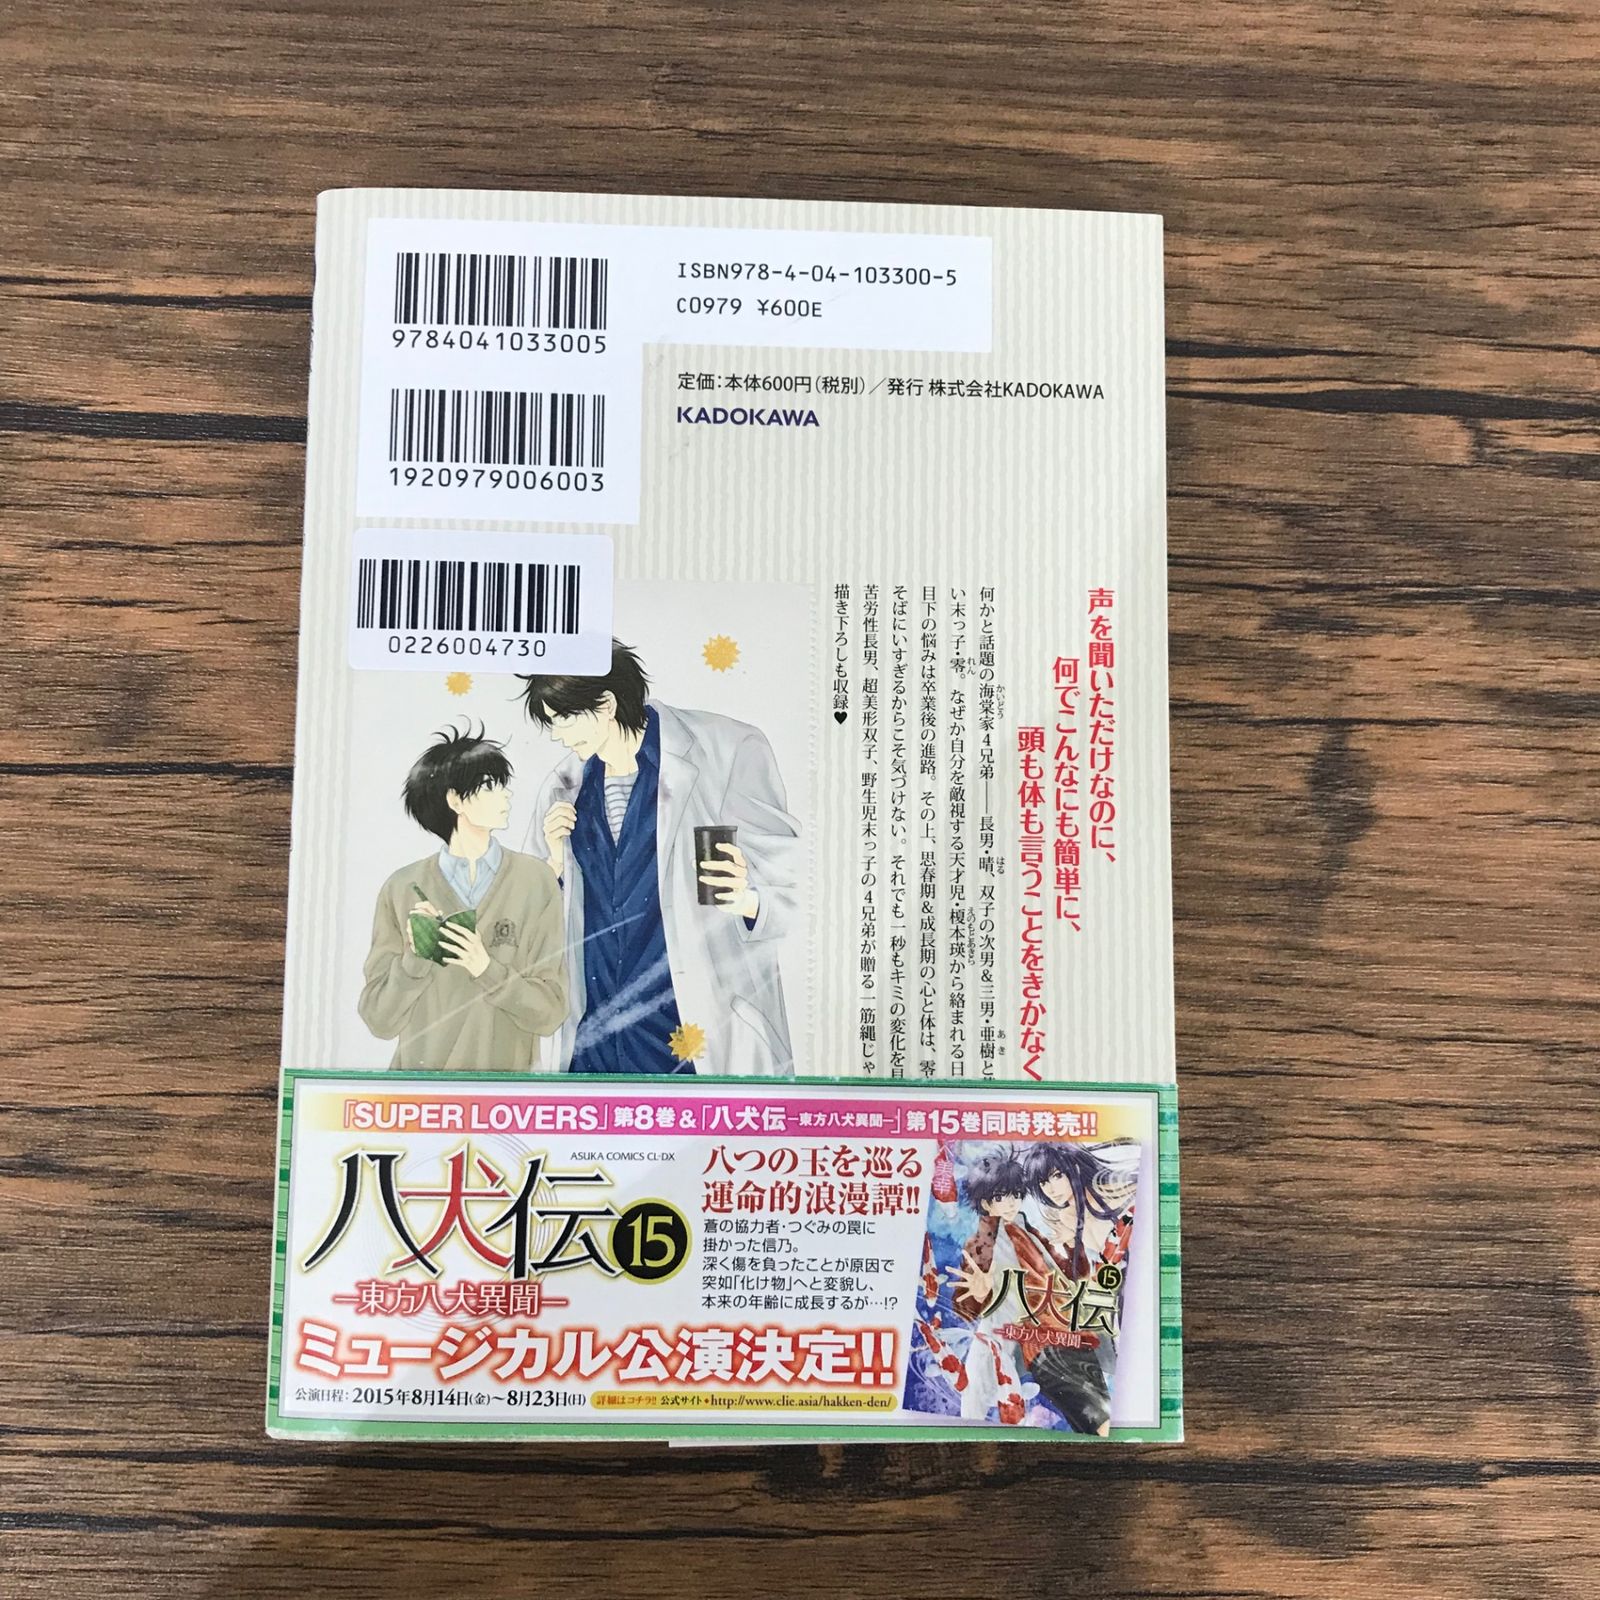 ISBN978-4-04-103300-5
C0979 ¥600E
9784041033005
1920979006003
定価：本体600円（税別）／発行 株式会社KADOKAWA
KADOKAWA
0226004730
声を聞いただけなのに、
何でこんなにも簡単に、
頭も体も言うことをきかなく
何かと話題の海棠家4兄弟――長男・晴、双子の次男&三男・亜樹と
い末っ子・零。なぜか自分を敵視する天才児・榎本瑛から絡まれる日
目下の悩みは卒業後の進路。その上、思春期&成長期の心と体は、零
そばにいすぎるからこそ気づけない。それでも一秒もキミの変化を見
苦労性長男、超美形双子、野生児末っ子の4兄弟が贈る一筋縄じゃ
描き下ろしも収録♥
「SUPER LOVERS」第8巻&「八犬伝―東方八犬異聞―」第15巻同時発売!!
ASUKA COMICS CL-DX
八犬伝 15
―東方八犬異聞―
八つの玉を巡る
運命的浪漫譚!!
蒼の協力者・つぐみの罠に
掛かった信乃。
深く傷を負ったことが原因で
突如「化け物」へと変貌し、
本来の年齢に成長するが…!?
ミュージカル公演決定!!
公演日程：2015年8月14日(金)～8月23日(日) 詳細はコチラ!! 公式サイト◆http://www.clie.asia/hakken-den/
八犬伝 15
―東方八犬異聞―